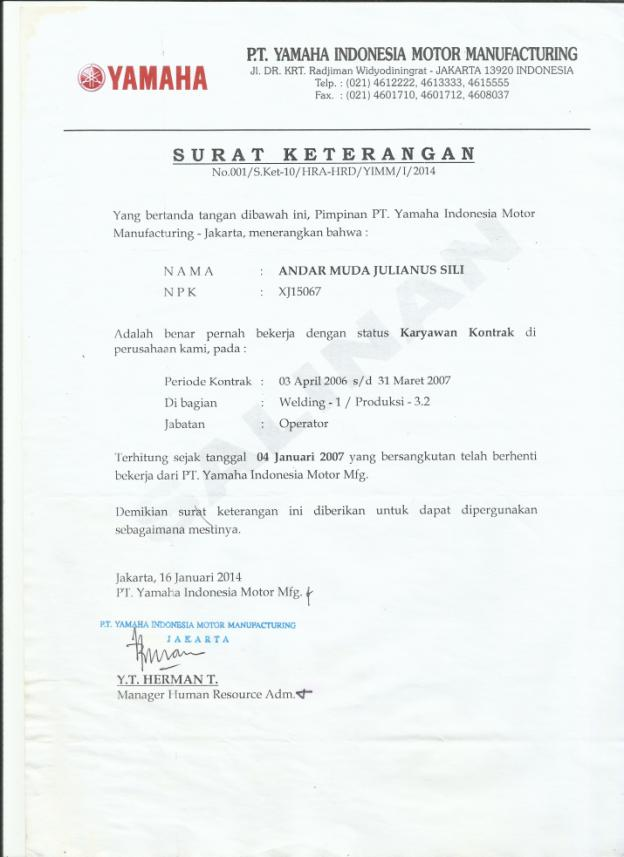 YAMAHA
P.T. YAMAHA INDONESIA MOTOR MANUFACTURING
Jl. DR. KRT. Radjiman Widyodiningrat - JAKARTA 13920 INDONESIA
Telp. : (021) 4612222, 4613333, 4615555
Fax. : (021) 4601710, 4601712, 4608037
SURAT KETERANGAN
No.001/S.Ket-10/HRA-HRD/YIMM/I/2014
Yang bertanda tangan dibawah ini, Pimpinan PT. Yamaha Indonesia Motor
Manufacturing - Jakarta, menerangkan bahwa :
N A M A : ANDAR MUDA JULIANUS SILI
N P K : XJ15067
Adalah benar pernah bekerja dengan status Karyawan Kontrak di
perusahaan kami, pada :
Periode Kontrak : 03 April 2006 s/d 31 Maret 2007
Di bagian : Welding - 1 / Produksi - 3.2
Jabatan : Operator
Terhitung sejak tanggal 04 Januari 2007 yang bersangkutan telah berhenti
bekerja dari PT. Yamaha Indonesia Motor Mfg.
Demikian surat keterangan ini diberikan untuk dapat dipergunakan
sebagaimana mestinya.
Jakarta, 16 Januari 2014
PT. Yamaha Indonesia Motor Mfg.
P.T. YAMAHA INDONESIA MOTOR MANUFACTURING
JAKARTA
Y.T. HERMAN T.
Manager Human Resource Adm.
SALINAN